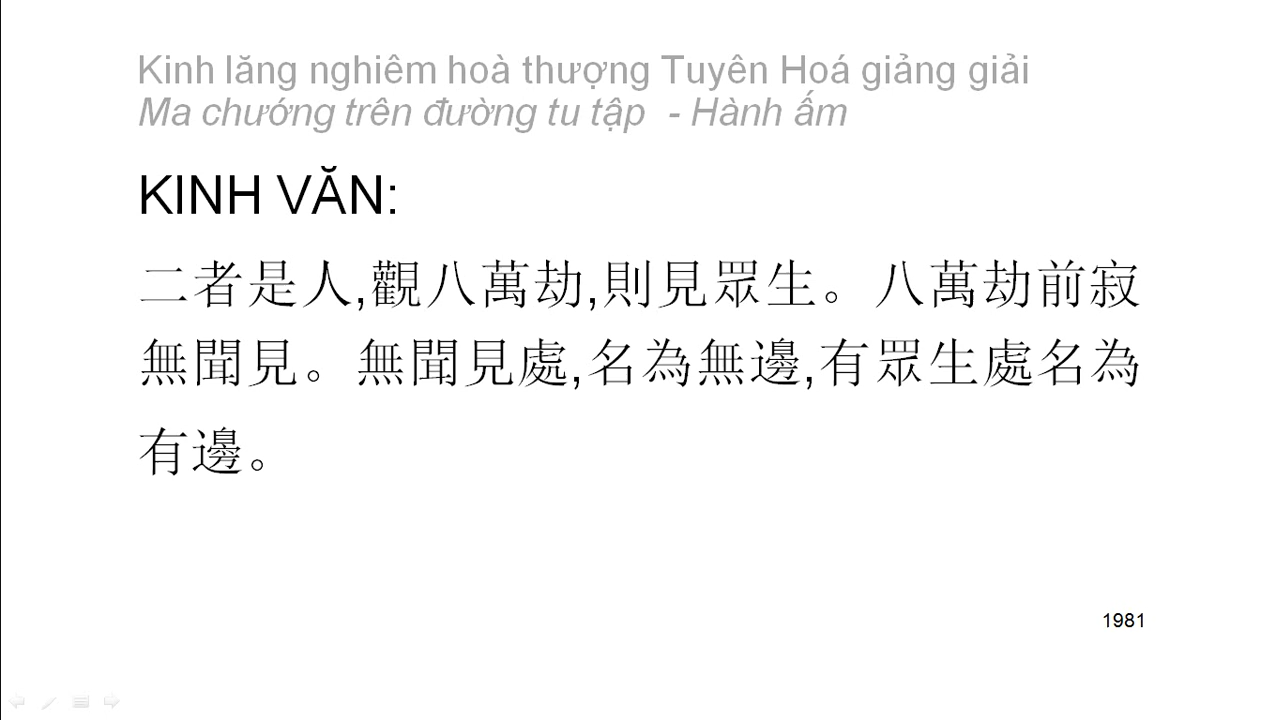 Kinh lăng nghiêm hoà thượng Tuyên Hoá giảng giải
Ma chướng trên đường tu tập - Hành ấm
KINH VĂN:
二者是人,觀八萬劫,則見眾生。八萬劫前寂
無聞見。無聞見處,名為無邊,有眾生處名為
有邊。
1981